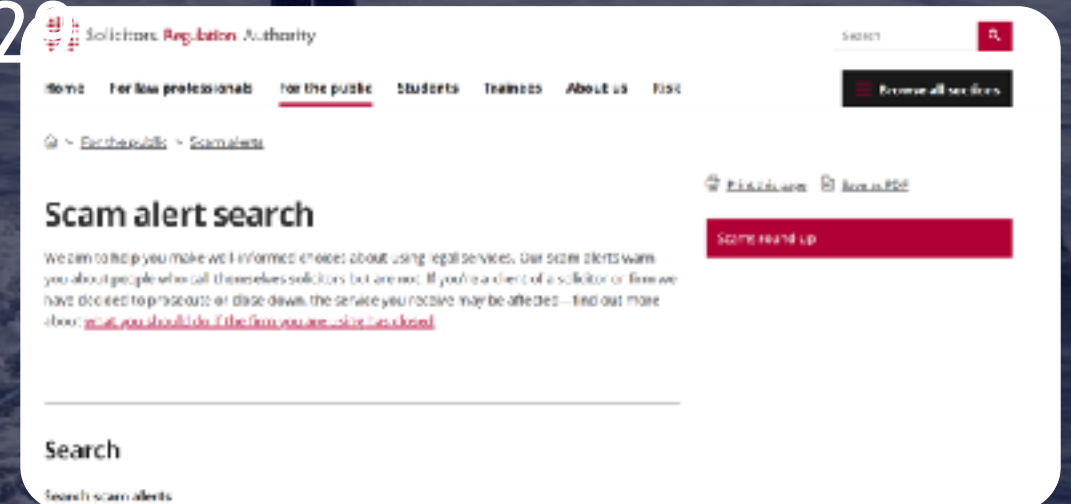 29
Solicitors Regulation Authority
Search
Home For law professionals For the public Students Trainees About us Risk
Browse all sections
> For the public > Scam alerts
Print this page Save as PDF
Scam alert search
Scams round up
We aim to help you make well-informed choices about using legal services. Our scam alerts warn
you about people who call themselves solicitors but are not. If you're a client of a solicitor or firm we
have decided to prosecute or close down, the service you receive may be affected—find out more
about what you should do if the firm you are using has closed
Search
Search scam alerts